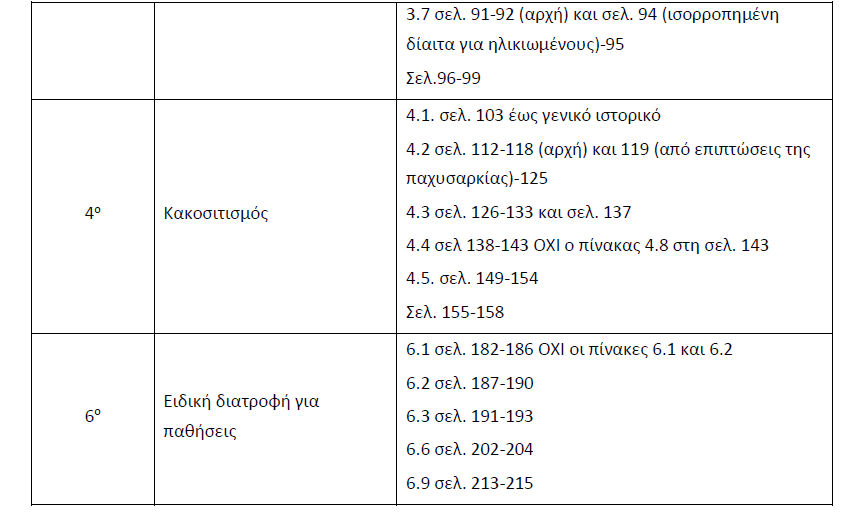 3.7 σελ. 91-92 (αρχή) και σελ. 94 (ισορροπημένη
δίαιτα για ηλικιωμένους)-95
Σελ.96-99
4ο
Κακοσιτισμός
4.1. σελ. 103 έως γενικό ιστορικό
4.2 σελ. 112-118 (αρχή) και 119 (από επιπτώσεις της
παχυσαρκίας)-125
4.3 σελ. 126-133 και σελ. 137
4.4 σελ 138-143 ΟΧΙ ο πίνακας 4.8 στη σελ. 143
4.5. σελ. 149-154
Σελ. 155-158
6ο
Ειδική διατροφή για
παθήσεις
6.1 σελ. 182-186 ΟΧΙ οι πίνακες 6.1 και 6.2
6.2 σελ. 187-190
6.3 σελ. 191-193
6.6 σελ. 202-204
6.9 σελ. 213-215